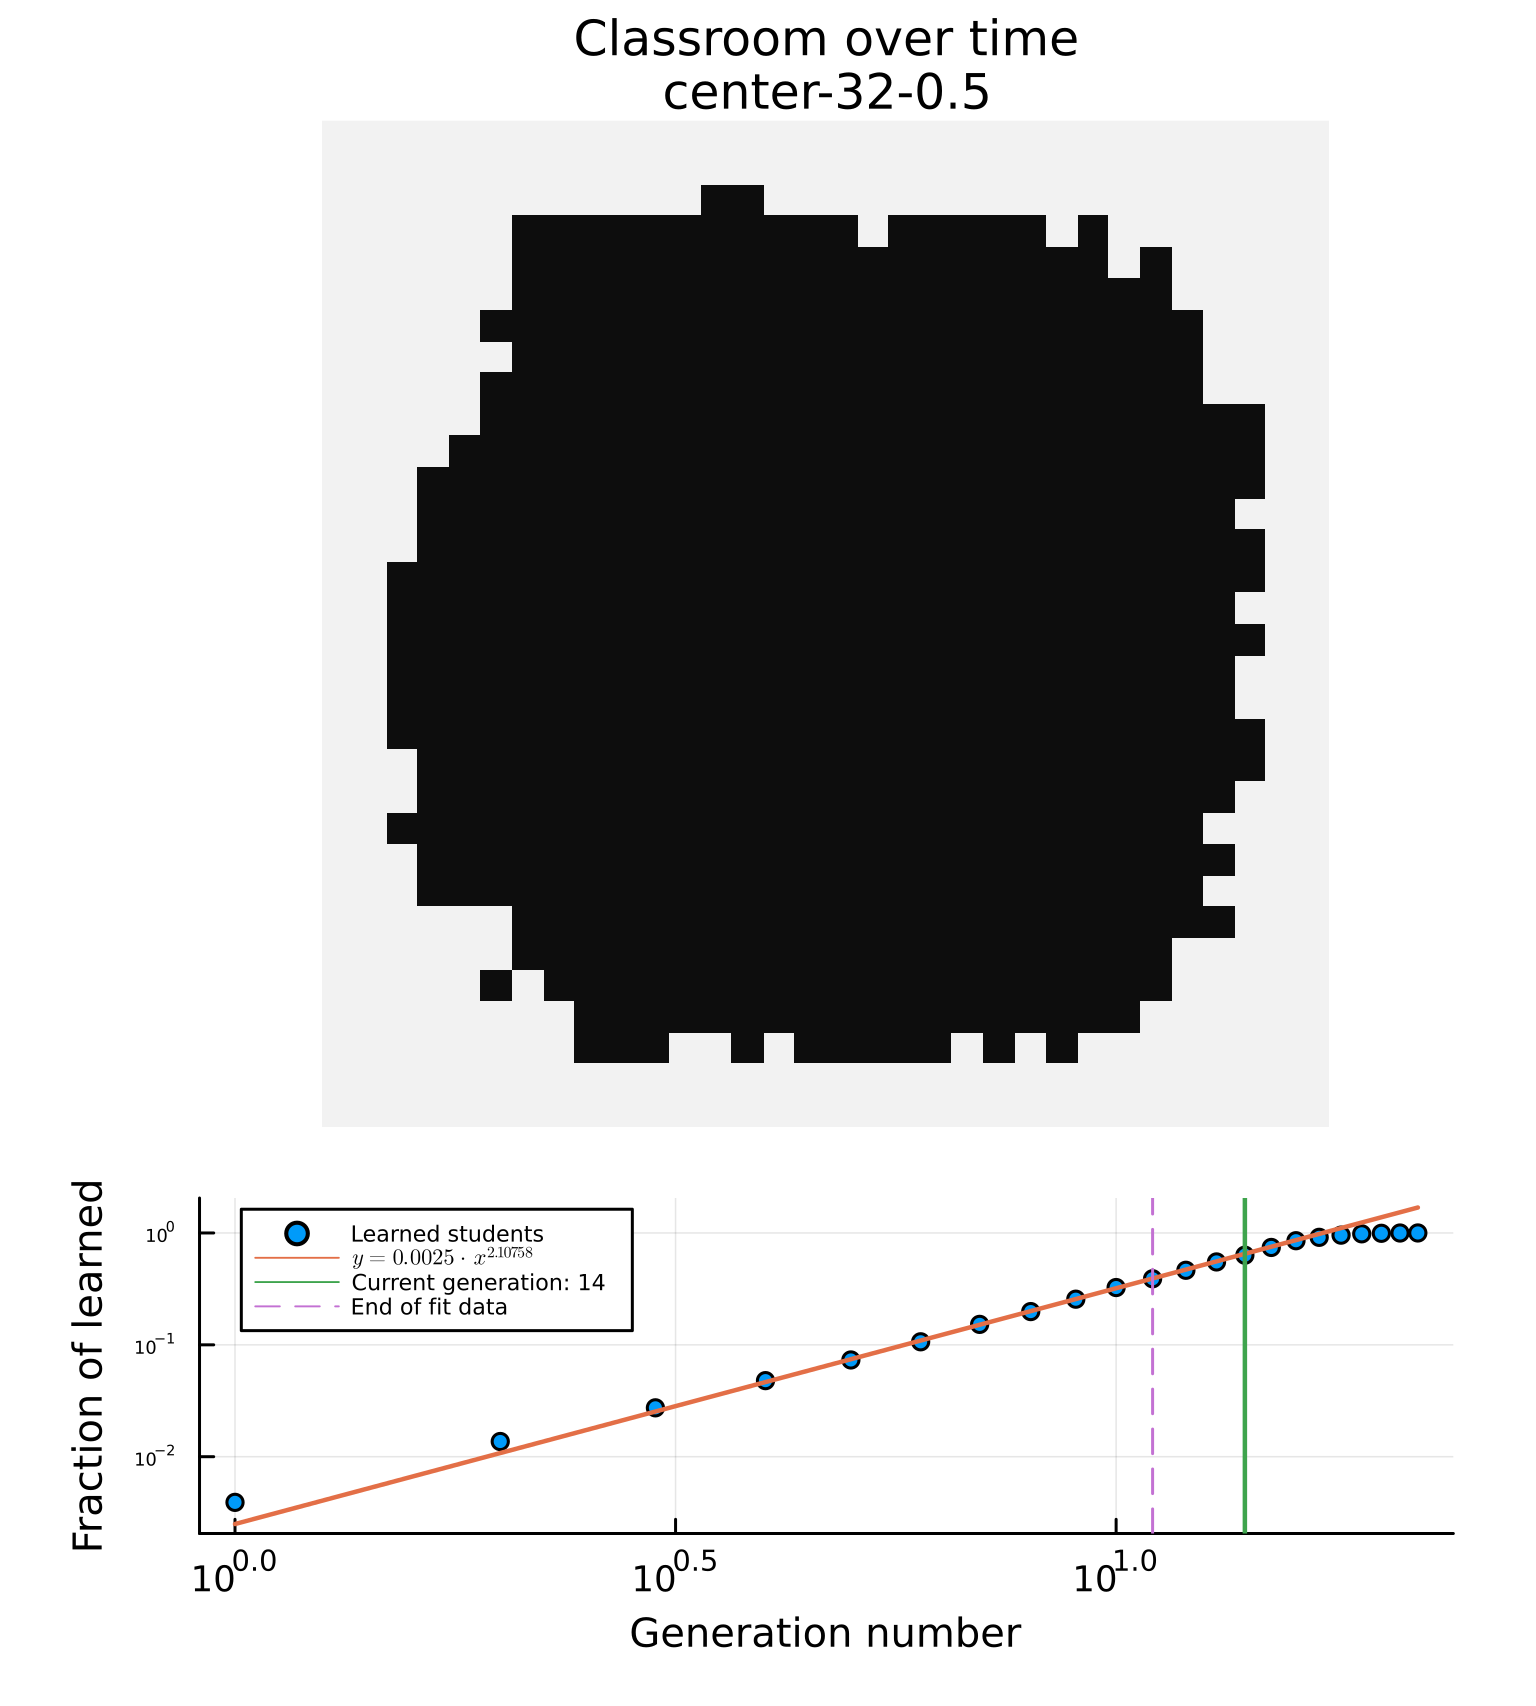 Classroom over time
center-32-0.5
Fraction of learned
10^0
10^−1
10^−2
Learned students
y = 0.0025 · x^2.10758
Current generation: 14
End of fit data
10^0.0 10^0.5 10^1.0
Generation number